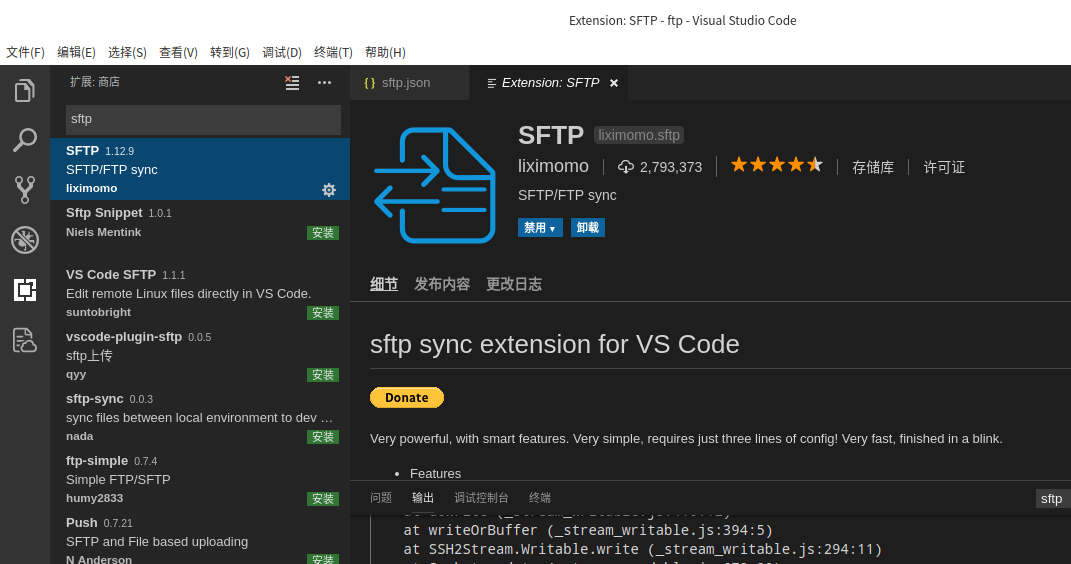 Extension: SFTP - ftp - Visual Studio Code
文件(F) 编辑(E) 选择(S) 查看(V) 转到(G) 调试(D) 终端(T) 帮助(H)
扩展: 商店
sftp
SFTP 1.12.9
SFTP/FTP sync
liximomo
Sftp Snippet 1.0.1
Niels Mentink 安装
VS Code SFTP 1.1.1
Edit remote Linux files directly in VS Code.
suntobright 安装
vscode-plugin-sftp 0.0.5
sftp上传
qyy 安装
sftp-sync 0.0.3
sync files between local environment to dev …
nada 安装
ftp-simple 0.7.4
Simple FTP/SFTP
humy2833 安装
Push 0.7.21
SFTP and File based uploading
N Anderson 安装
{ } sftp.json
Extension: SFTP ×
SFTP liximomo.sftp
liximomo 2,793,373 存储库 许可证
SFTP/FTP sync
禁用 卸载
细节 发布内容 更改日志
sftp sync extension for VS Code
Donate
Very powerful, with smart features. Very simple, requires just three lines of config! Very fast, finished in a blink.
• Features
问题 输出 调试控制台 终端 sftp
at writeOrBuffer (_stream_writable.js:394:5)
at SSH2Stream.Writable.write (_stream_writable.js:294:11)